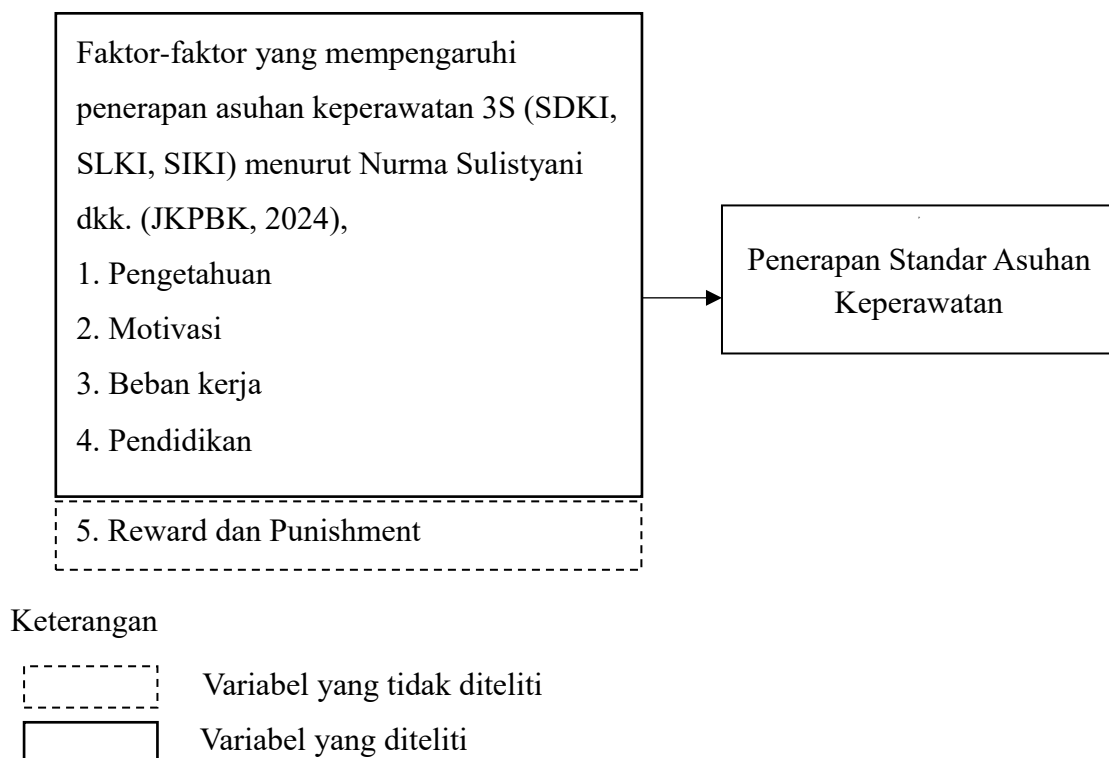 Faktor-faktor yang mempengaruhi
penerapan asuhan keperawatan 3S (SDKI,
SLKI, SIKI) menurut Nurma Sulistyani
dkk. (JKPBK, 2024),
1. Pengetahuan
2. Motivasi
3. Beban kerja
4. Pendidikan
5. Reward dan Punishment
Penerapan Standar Asuhan
Keperawatan
Keterangan
Variabel yang tidak diteliti
Variabel yang diteliti